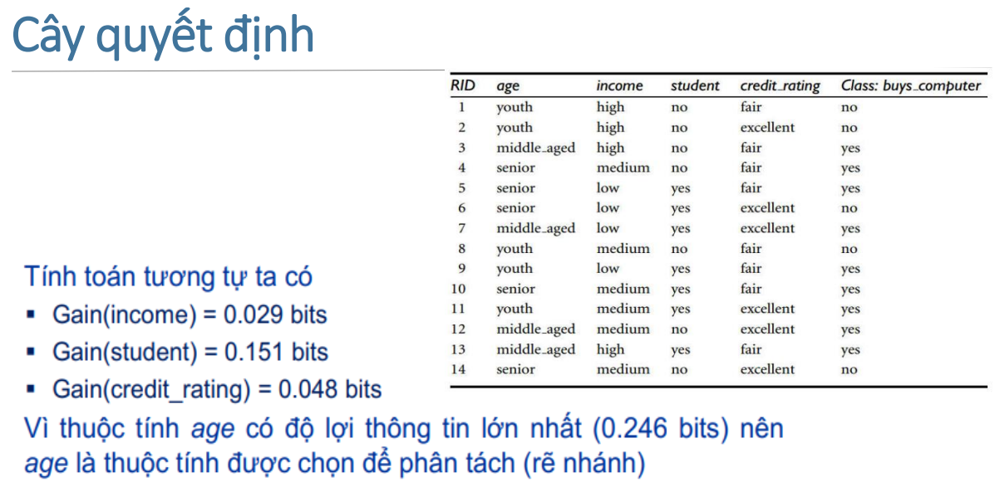 Cây quyết định
RID age income student credit_rating Class: buys_computer
1 youth high no fair no
2 youth high no excellent no
3 middle_aged high no fair yes
4 senior medium no fair yes
5 senior low yes fair yes
6 senior low yes excellent no
7 middle_aged low yes excellent yes
8 youth medium no fair no
9 youth low yes fair yes
10 senior medium yes fair yes
11 youth medium yes excellent yes
12 middle_aged medium no excellent yes
13 middle_aged high yes fair yes
14 senior medium no excellent no
Tính toán tương tự ta có
▪ Gain(income) = 0.029 bits
▪ Gain(student) = 0.151 bits
▪ Gain(credit_rating) = 0.048 bits
Vì thuộc tính age có độ lợi thông tin lớn nhất (0.246 bits) nên
age là thuộc tính được chọn để phân tách (rẽ nhánh)